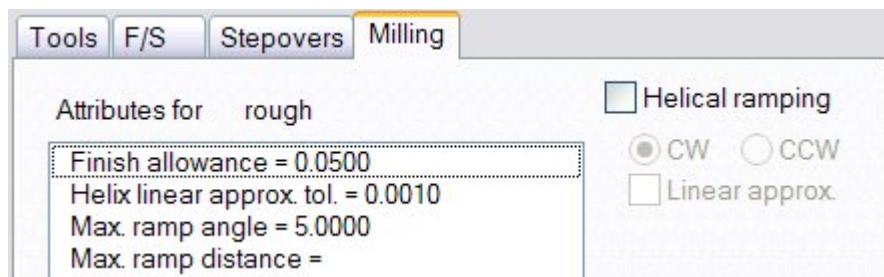 Tools F/S Stepovers Milling
Attributes for rough
Helical ramping
CW CCW
Linear approx.
Finish allowance = 0.0500
Helix linear approx. tol. = 0.0010
Max. ramp angle = 5.0000
Max. ramp distance =